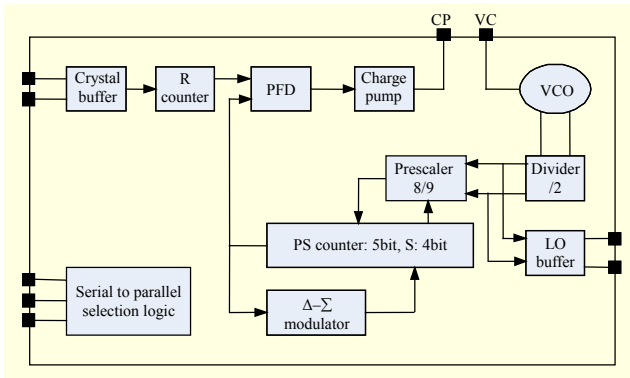 CP VC
Crystal
buffer
R
counter
PFD
Charge
pump
VCO
Prescaler
8/9
Divider
/2
PS counter: 5bit, S: 4bit
LO
buffer
Serial to parallel
selection logic
Δ–Σ
modulator